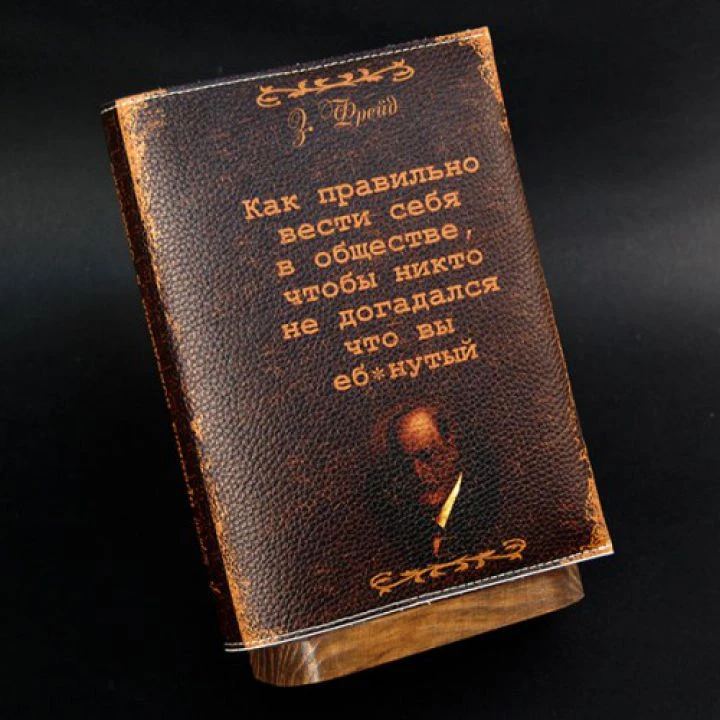 З. Фрейд
Как правильно
вести себя
в обществе,
чтобы никто
не догадался
что вы
еб*нутый